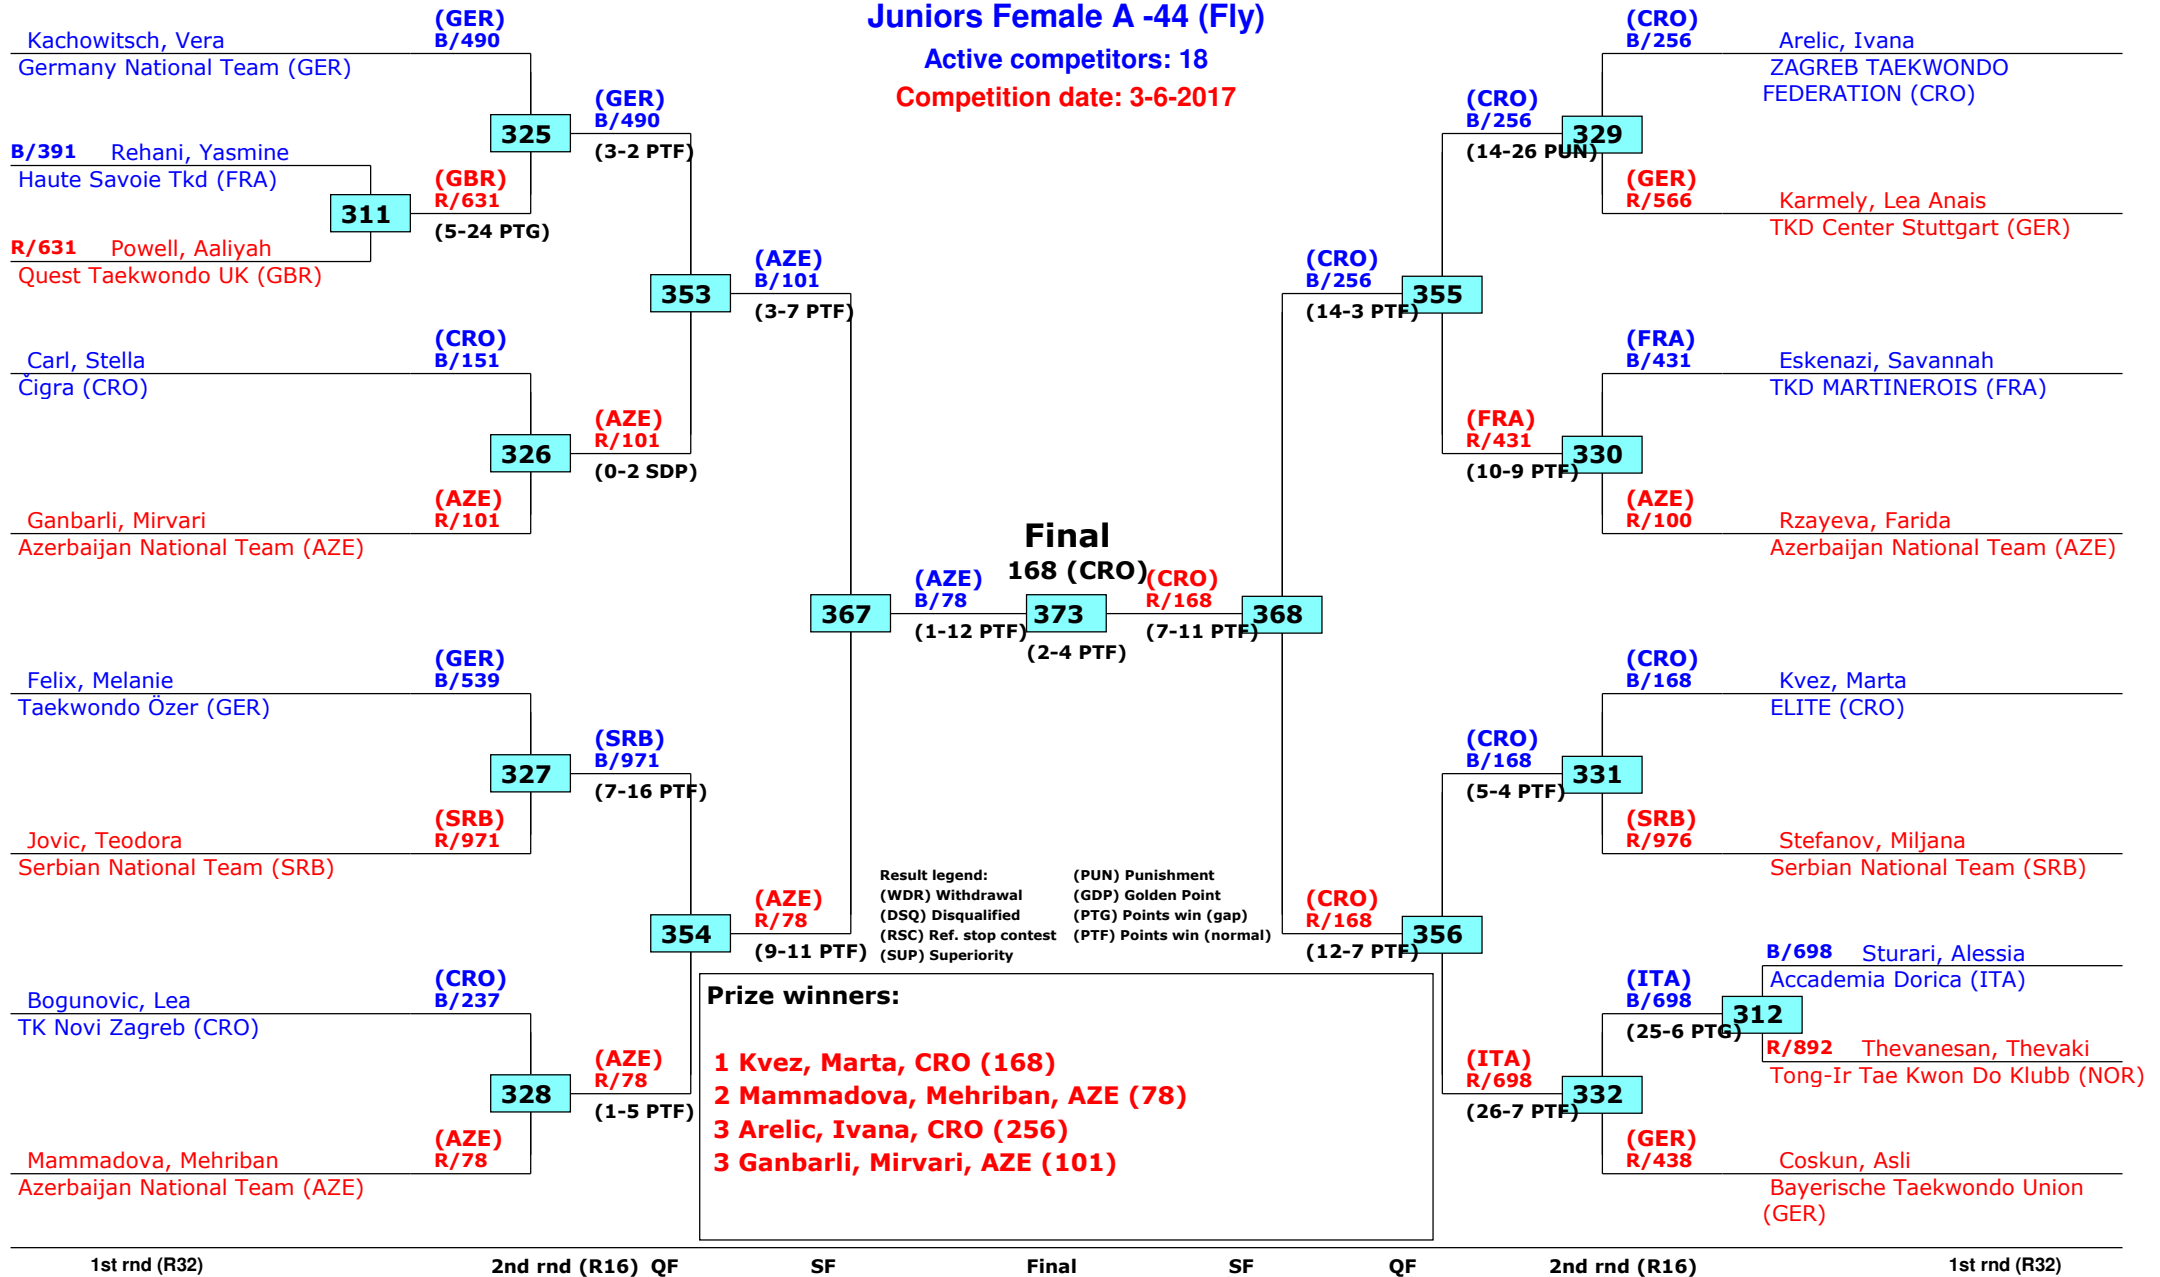 Juniors Female A -44 (Fly)
Active competitors: 18
Competition date: 3-6-2017
(GER)
B/490
Kachowitsch, Vera
Germany National Team (GER)
(GER)
B/490
325
(3-2 PTF)
B/391 Rehani, Yasmine
Haute Savoie Tkd (FRA)
(GBR)
R/631
311
(5-24 PTG)
R/631 Powell, Aaliyah
Quest Taekwondo UK (GBR)
(AZE)
B/101
353
(3-7 PTF)
(CRO)
B/151
Carl, Stella
Čigra (CRO)
(AZE)
R/101
326
(0-2 SDP)
(AZE)
R/101
Ganbarli, Mirvari
Azerbaijan National Team (AZE)
(AZE)
B/78
367
(1-12 PTF)
(GER)
B/539
Felix, Melanie
Taekwondo Özer (GER)
(SRB)
B/971
327
(7-16 PTF)
(SRB)
R/971
Jovic, Teodora
Serbian National Team (SRB)
(AZE)
R/78
354
(9-11 PTF)
(CRO)
B/237
Bogunovic, Lea
TK Novi Zagreb (CRO)
(AZE)
R/78
328
(1-5 PTF)
(AZE)
R/78
Mammadova, Mehriban
Azerbaijan National Team (AZE)
Final
168 (CRO)
373
(2-4 PTF)
(CRO)
R/168
368
(7-11 PTF)
(CRO)
B/256
Arelic, Ivana
ZAGREB TAEKWONDO
FEDERATION (CRO)
(CRO)
B/256
329
(14-26 PUN)
(GER)
R/566
Karmely, Lea Anais
TKD Center Stuttgart (GER)
(CRO)
B/256
355
(14-3 PTF)
(FRA)
B/431
Eskenazi, Savannah
TKD MARTINEROIS (FRA)
(FRA)
R/431
330
(10-9 PTF)
(AZE)
R/100
Rzayeva, Farida
Azerbaijan National Team (AZE)
(CRO)
B/168
Kvez, Marta
ELITE (CRO)
(CRO)
B/168
331
(5-4 PTF)
(SRB)
R/976
Stefanov, Miljana
Serbian National Team (SRB)
(CRO)
R/168
356
(12-7 PTF)
B/698 Sturari, Alessia
Accademia Dorica (ITA)
(ITA)
B/698
312
(25-6 PTG)
R/892 Thevanesan, Thevaki
Tong-Ir Tae Kwon Do Klubb (NOR)
(ITA)
R/698
332
(26-7 PTF)
(GER)
R/438
Coskun, Asli
Bayerische Taekwondo Union
(GER)
Result legend: (PUN) Punishment
(WDR) Withdrawal (GDP) Golden Point
(DSQ) Disqualified (PTG) Points win (gap)
(RSC) Ref. stop contest (PTF) Points win (normal)
(SUP) Superiority
Prize winners:
1 Kvez, Marta, CRO (168)
2 Mammadova, Mehriban, AZE (78)
3 Arelic, Ivana, CRO (256)
3 Ganbarli, Mirvari, AZE (101)
1st rnd (R32) 2nd rnd (R16) QF SF Final SF QF 2nd rnd (R16) 1st rnd (R32)